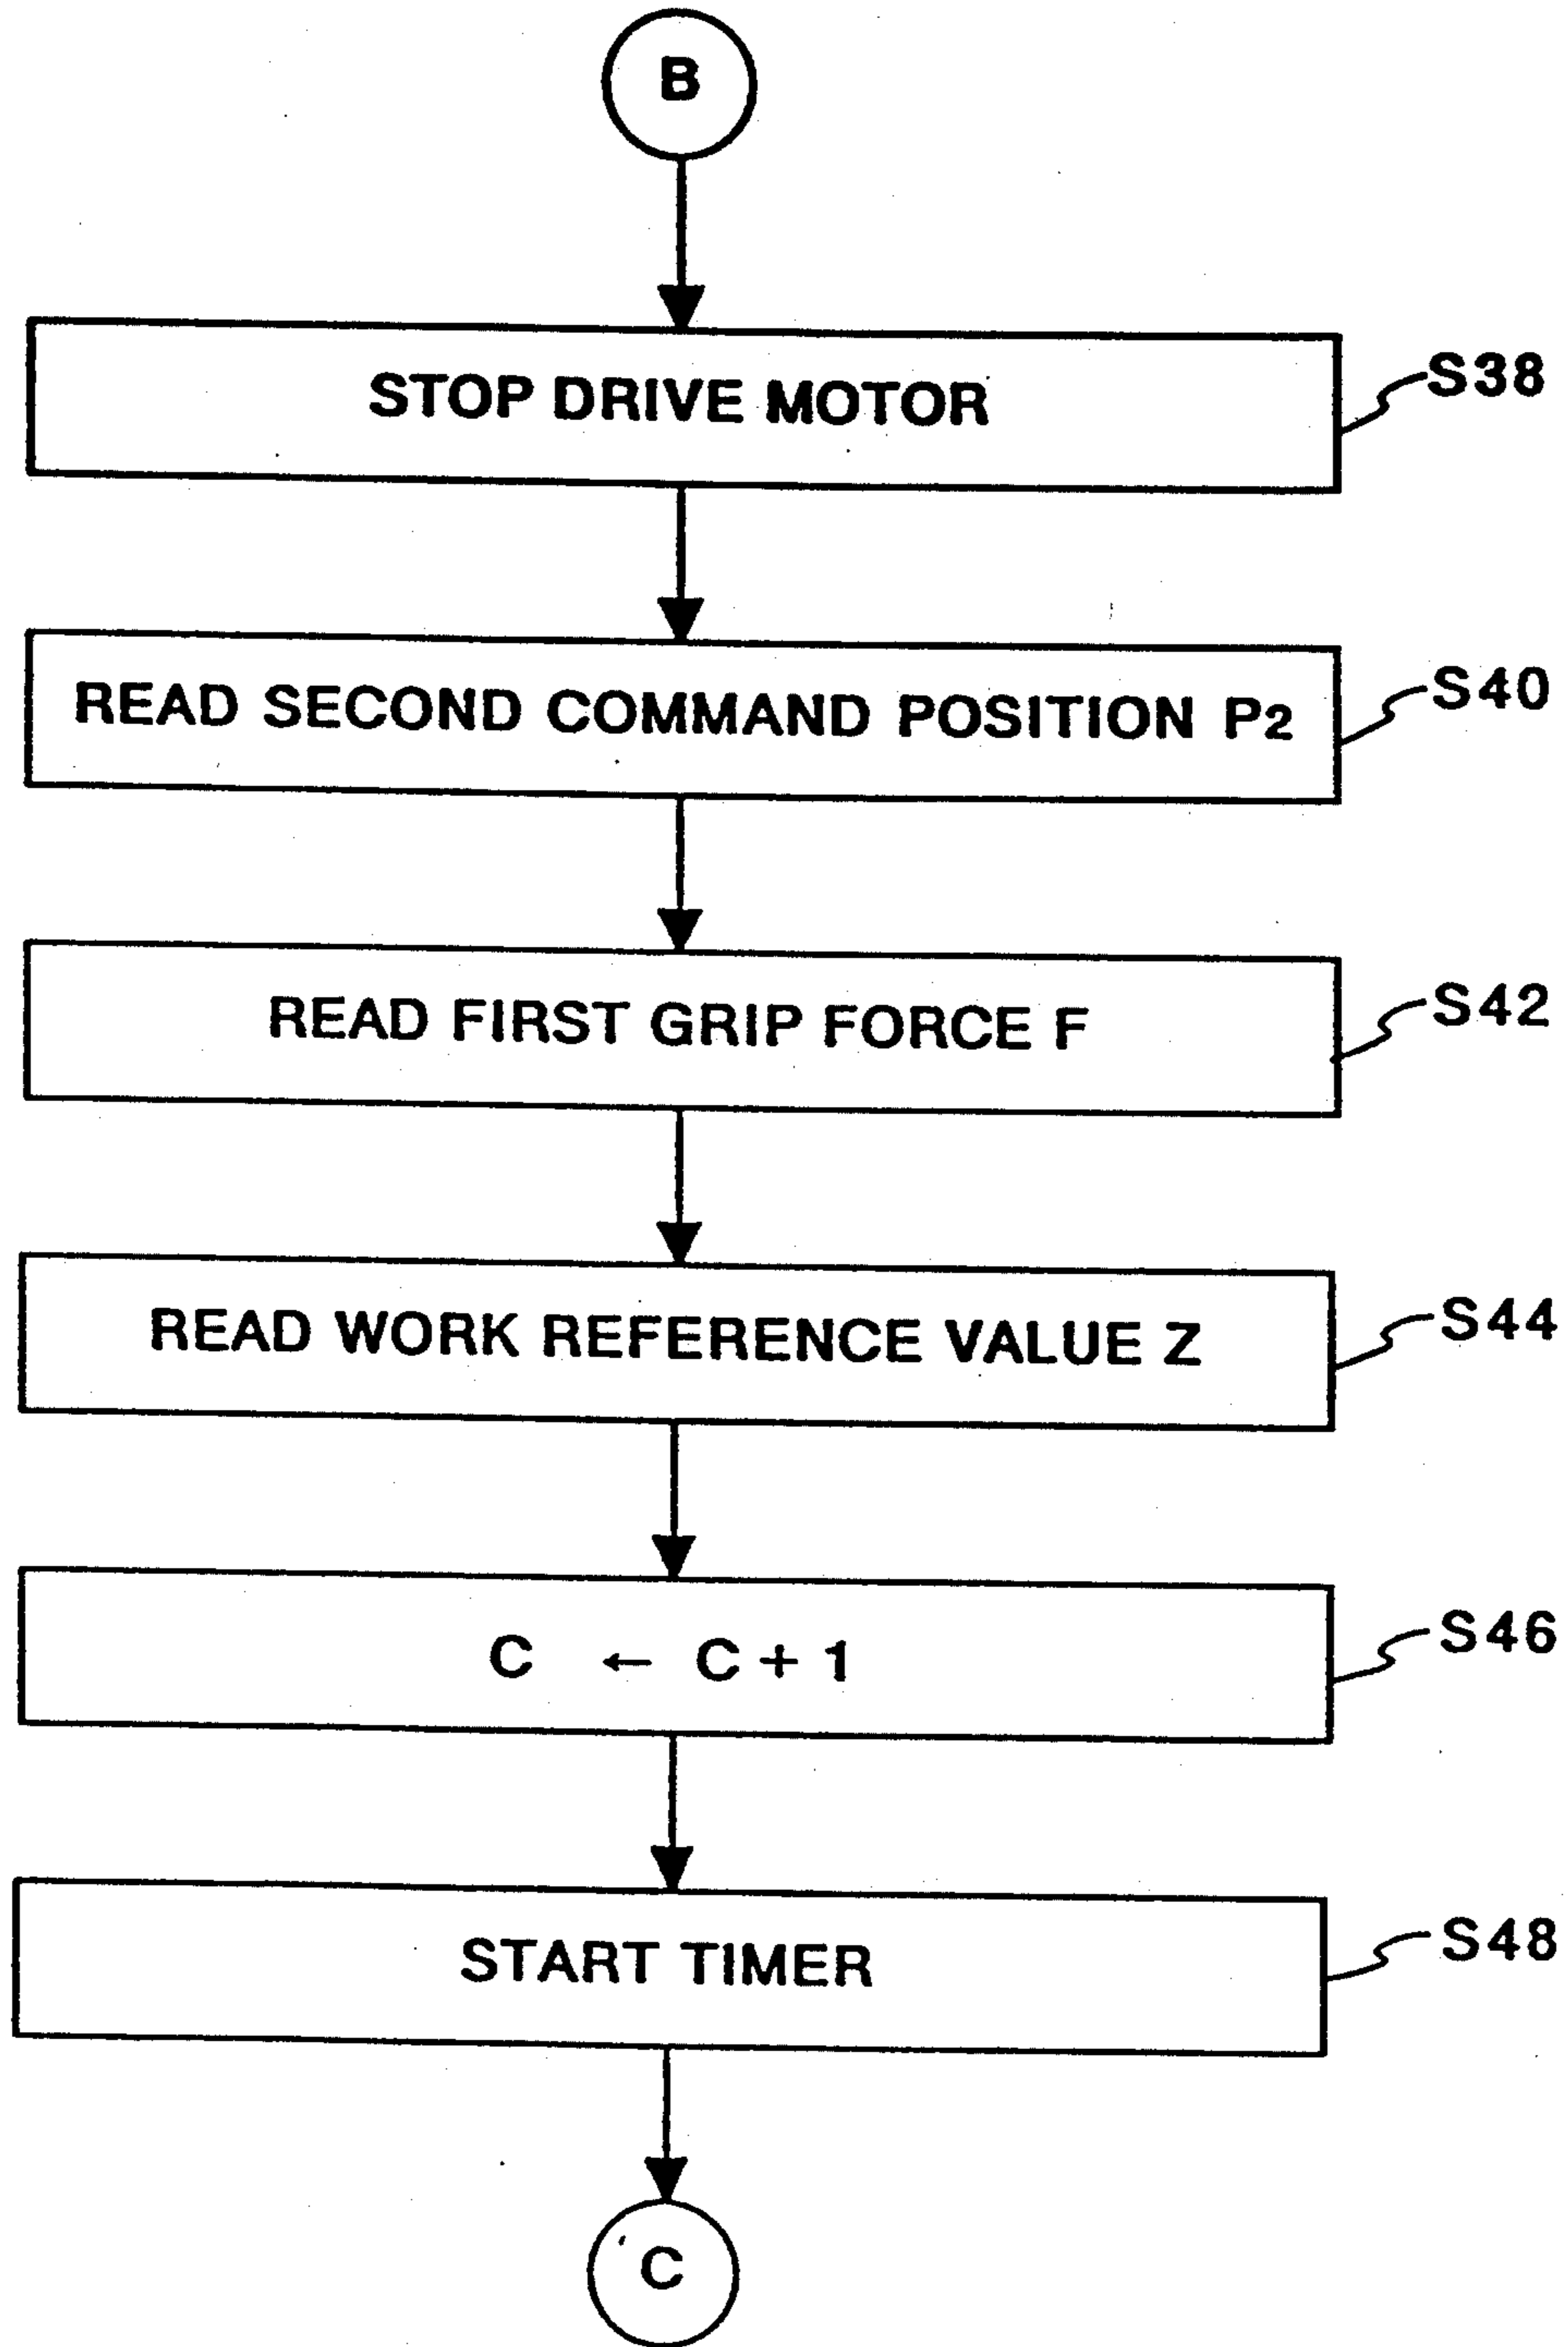 B
STOP DRIVE MOTOR
S38
READ SECOND COMMAND POSITION P2
S40
READ FIRST GRIP FORCE F
S42
READ WORK REFERENCE VALUE Z
S44
C ← C + 1
S46
START TIMER
S48
C